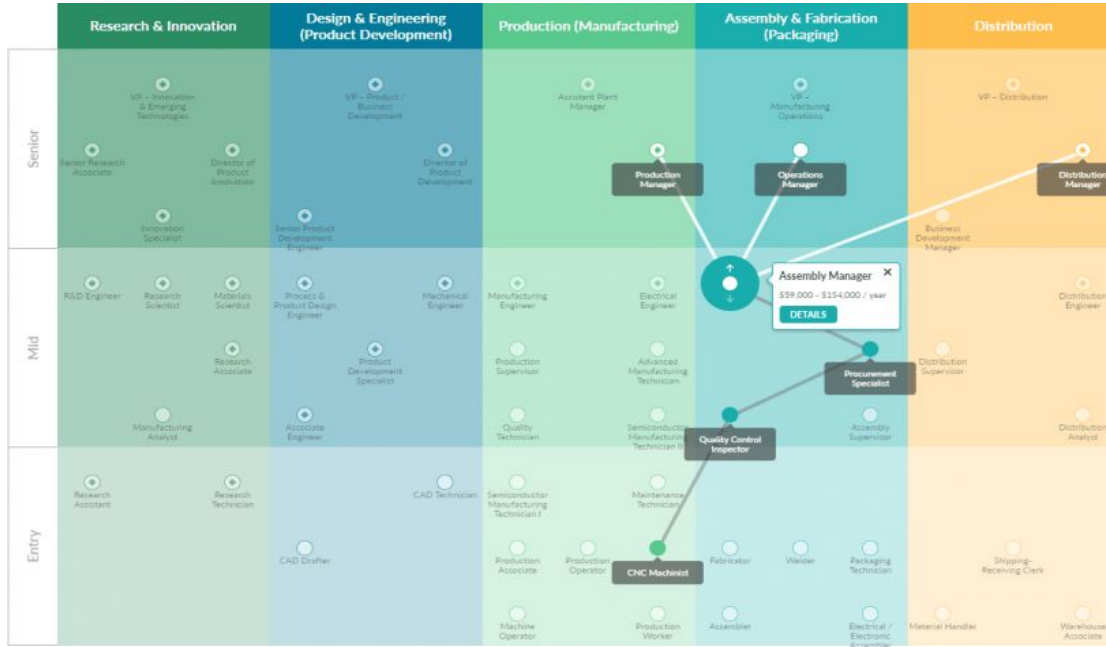 Research & Innovation
Design & Engineering
(Product Development)
Production (Manufacturing)
Assembly & Fabrication
(Packaging)
Distribution
Senior
VP – Innovation
& Emerging
Technologies
VP – Product /
Business
Development
Assistant Plant
Manager
VP –
Manufacturing
Operations
VP – Distribution
Senior Research
Associate
Director of
Product
Innovation
Director of
Product
Development
Production
Manager
Operations
Manager
Distribution
Manager
Innovation
Specialist
Senior Product
Development
Engineer
Business
Development
Manager
Mid
R&D Engineer
Research
Scientist
Materials
Scientist
Process &
Product Design
Engineer
Mechanical
Engineer
Manufacturing
Engineer
Electrical
Engineer
Assembly Manager
$59,000 - $154,000 / year
DETAILS
Distribution
Engineer
Research
Associate
Product
Development
Specialist
Production
Supervisor
Advanced
Manufacturing
Technician
Procurement
Specialist
Distribution
Supervisor
Manufacturing
Analyst
Associate
Engineer
Quality
Technician
Semiconductor
Manufacturing
Technician III
Quality Control
Inspector
Assembly
Supervisor
Distribution
Analyst
Entry
Research
Assistant
Research
Technician
CAD Technician
Semiconductor
Manufacturing
Technician I
Maintenance
Technician
CAD Drafter
Production
Associate
Production
Operator
CNC Machinist
Fabricator
Welder
Packaging
Technician
Shipping-
Receiving Clerk
Machine
Operator
Production
Worker
Assembler
Electrical /
Electronic
Assembler
Material Handler
Warehouse
Associate